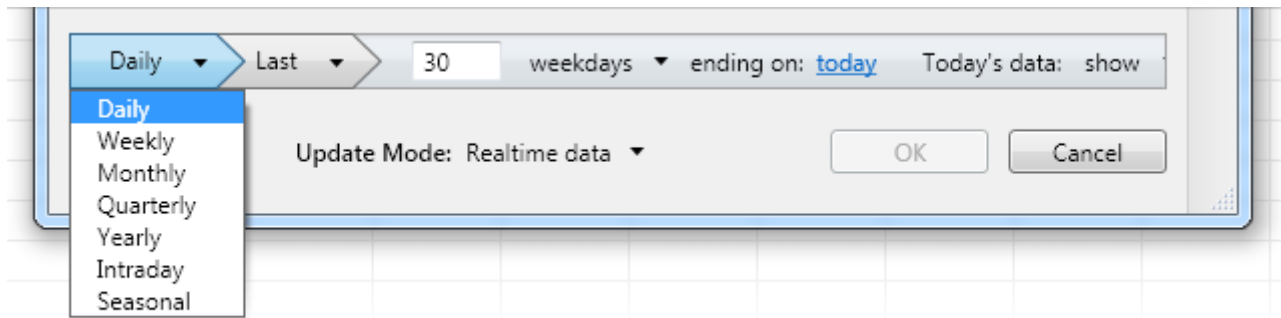 Daily Last 30 weekdays ending on: today Today's data: show
Daily
Weekly
Update Mode: Realtime data OK Cancel
Monthly
Quarterly
Yearly
Intraday
Seasonal